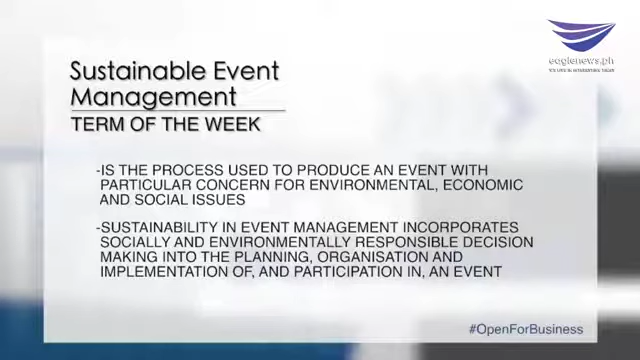 eaglenews.ph
Sustainable Event
Management
TERM OF THE WEEK
-IS THE PROCESS USED TO PRODUCE AN EVENT WITH
PARTICULAR CONCERN FOR ENVIRONMENTAL, ECONOMIC
AND SOCIAL ISSUES
-SUSTAINABILITY IN EVENT MANAGEMENT INCORPORATES
SOCIALLY AND ENVIRONMENTALLY RESPONSIBLE DECISION
MAKING INTO THE PLANNING, ORGANISATION AND
IMPLEMENTATION OF, AND PARTICIPATION IN, AN EVENT
#OpenForBusiness